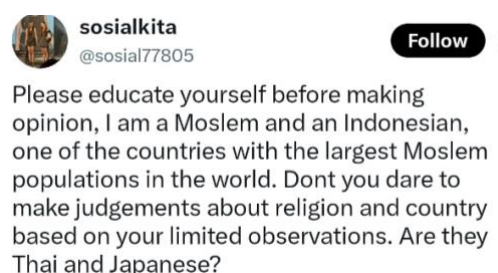 sosialkita
Follow
@sosial77805
Please educate yourself before making
opinion, I am a Moslem and an Indonesian,
one of the countries with the largest Moslem
populations in the world. Dont you dare to
make judgements about religion and country
based on your limited observations. Are they
Thai and Japanese?